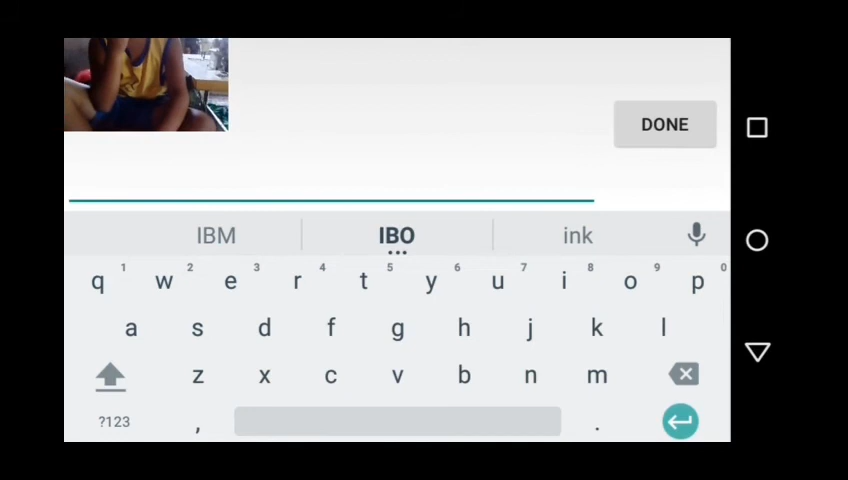 DONE
IBM IBO ink
1 2 3 4 5 6 7 8 9 0
q w e r t y u i o p
a s d f g h j k l
z x c v b n m
?123 , .